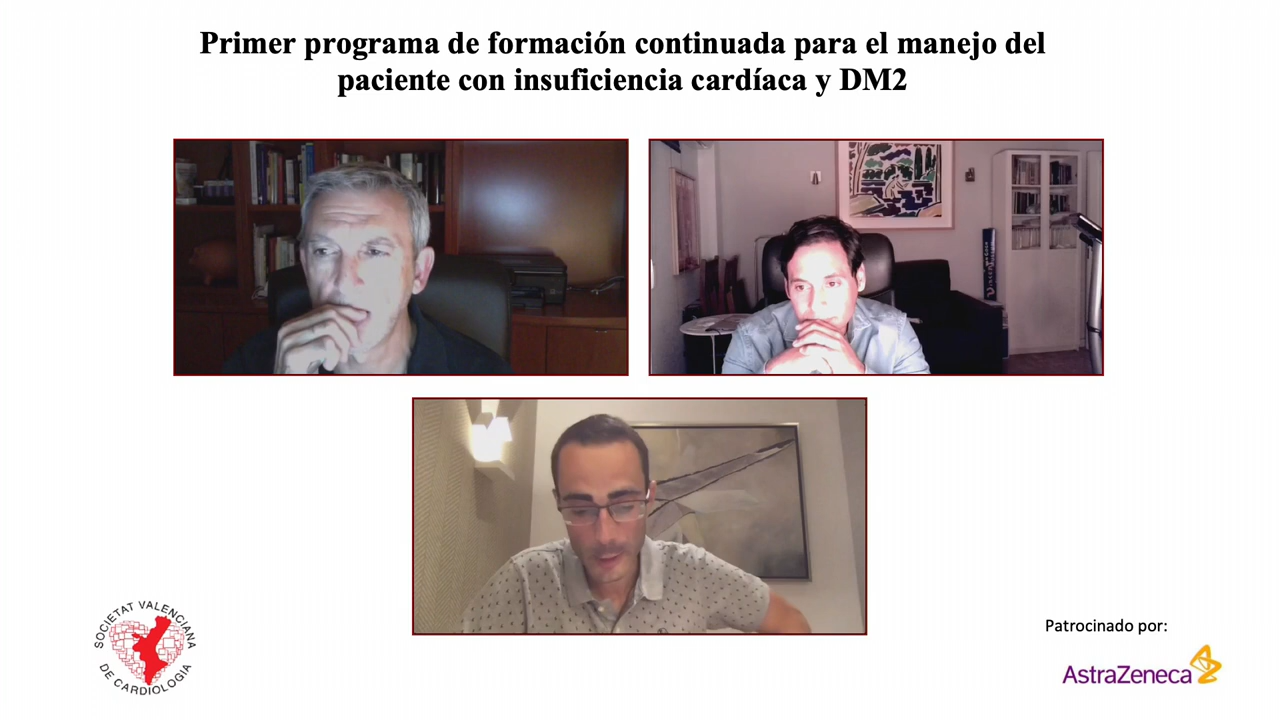 Primer programa de formación continuada para el manejo del
paciente con insuficiencia cardíaca y DM2
SOCIETAT VALENCIANA
DE CARDIOLOGIA
Patrocinado por:
AstraZeneca